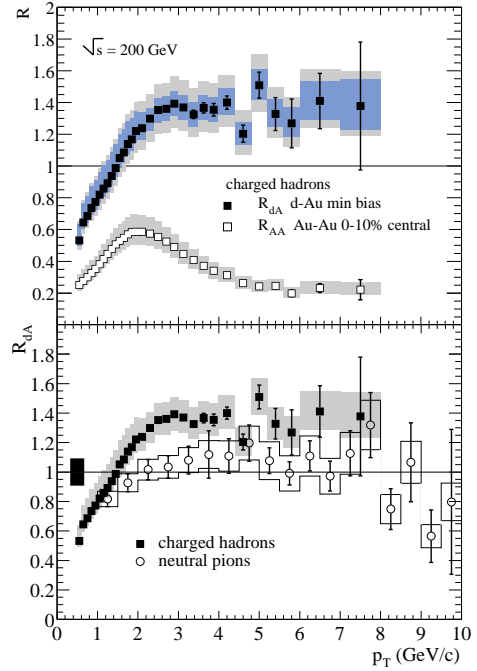 R
2
√s = 200 GeV
1.8
1.6
1.4
1.2
1
charged hadrons
0.8
R_dA d-Au min bias
0.6
R_AA Au-Au 0-10% central
0.4
0.2
R_dA
1.8
1.6
1.4
1.2
1
0.8
0.6
charged hadrons
0.4
neutral pions
0.2
0
0 1 2 3 4 5 6 7 8 9 10
p_T (GeV/c)